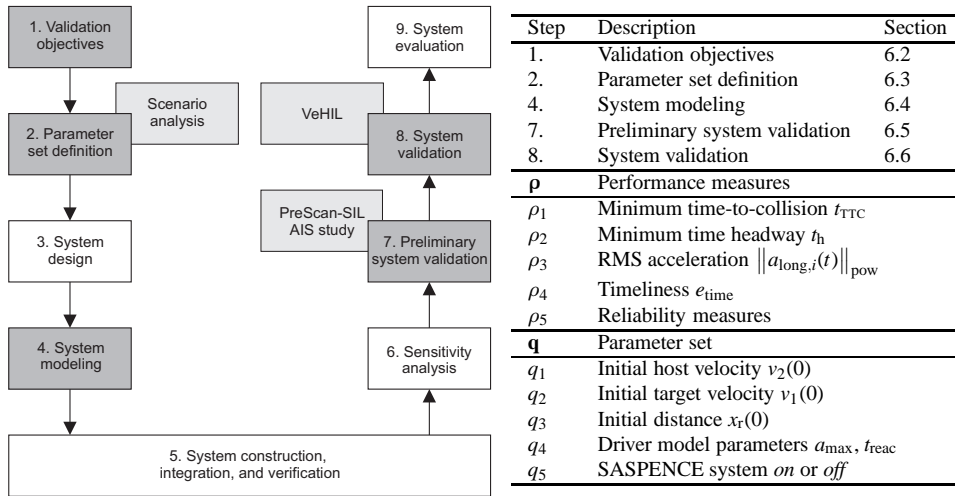 1. Validation
objectives
Scenario
analysis
2. Parameter
set definition
3. System
design
4. System
modeling
5. System construction,
integration, and verification
6. Sensitivity
analysis
PreScan-SIL
AIS study
7. Preliminary
system validation
VeHIL
8. System
validation
9. System
evaluation
Step Description Section
1. Validation objectives 6.2
2. Parameter set definition 6.3
4. System modeling 6.4
7. Preliminary system validation 6.5
8. System validation 6.6
ρ Performance measures
ρ1 Minimum time-to-collision tTTC
ρ2 Minimum time headway th
ρ3 RMS acceleration ‖along,i(t)‖pow
ρ4 Timeliness etime
ρ5 Reliability measures
q Parameter set
q1 Initial host velocity v2(0)
q2 Initial target velocity v1(0)
q3 Initial distance xr(0)
q4 Driver model parameters amax, treac
q5 SASPENCE system on or off